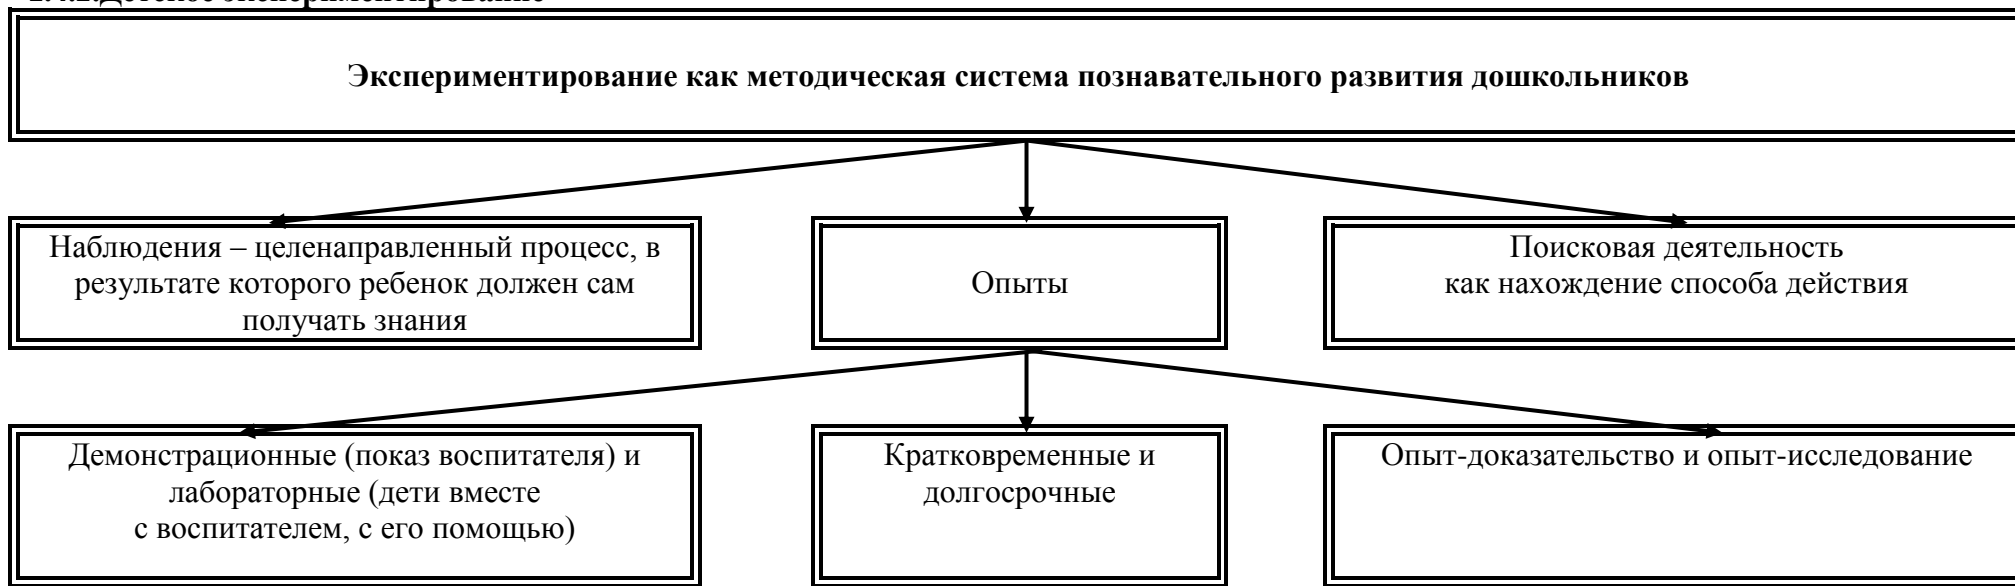 Детское экспериментирование
Экспериментирование как методическая система познавательного развития дошкольников
Наблюдения – целенаправленный процесс, в
результате которого ребенок должен сам
получать знания
Опыты
Поисковая деятельность
как нахождение способа действия
Демонстрационные (показ воспитателя) и
лабораторные (дети вместе
с воспитателем, с его помощью)
Кратковременные и
долгосрочные
Опыт-доказательство и опыт-исследование